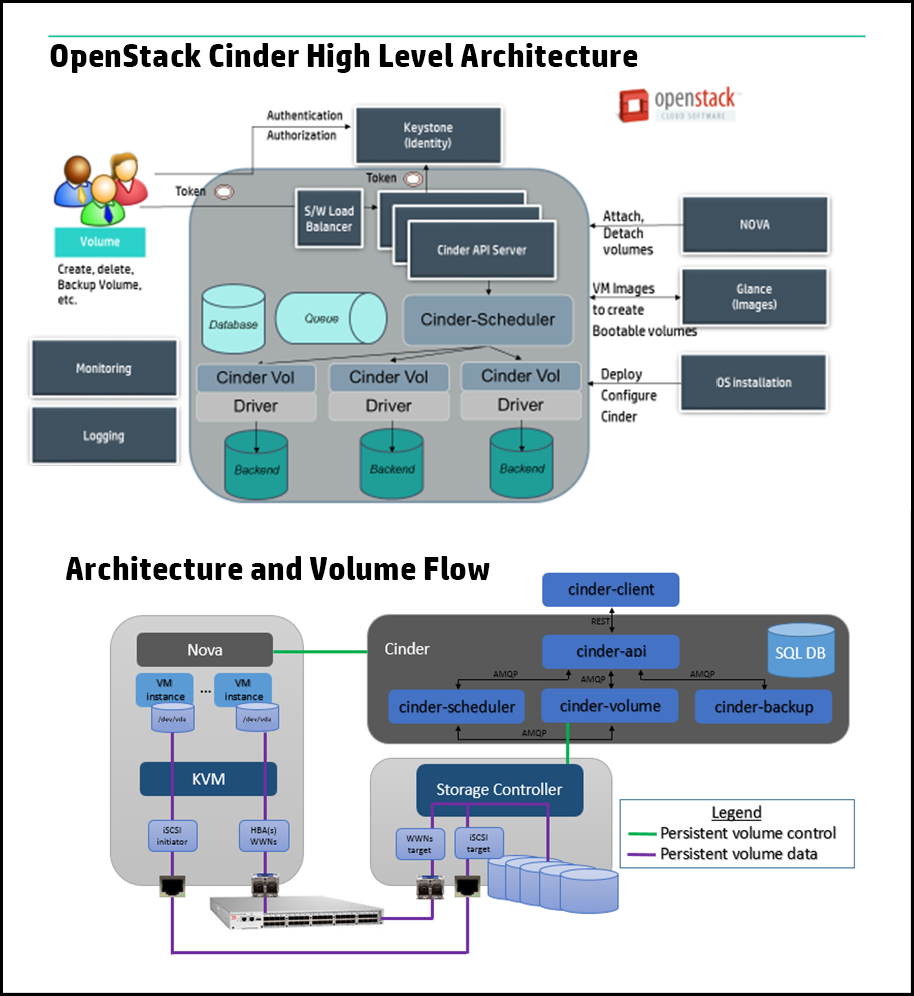 OpenStack Cinder High Level Architecture
openstack
CLOUD SOFTWARE
Authentication
Authorization
Keystone
(Identity)
Token
Token
S/W Load
Balancer
Cinder API Server
Attach,
Detach
volumes
NOVA
Volume
Create, delete,
Backup Volume,
etc.
VM Images
to create
Bootable volumes
Glance
(Images)
Database
Queue
Cinder-Scheduler
Monitoring
Cinder Vol
Cinder Vol
Cinder Vol
Driver
Driver
Driver
Deploy
Configure
Cinder
OS installation
Logging
Backend
Backend
Backend
Architecture and Volume Flow
cinder-client
REST
Nova
Cinder
cinder-api
SQL DB
VM
instance
...
VM
instance
AMQP
AMQP
AMQP
/dev/vda
/dev/vda
cinder-scheduler
cinder-volume
cinder-backup
AMQP
KVM
Storage Controller
iSCSI
initiator
HBA(s)
WWNs
WWNs
target
iSCSI
target
Legend
Persistent volume control
Persistent volume data